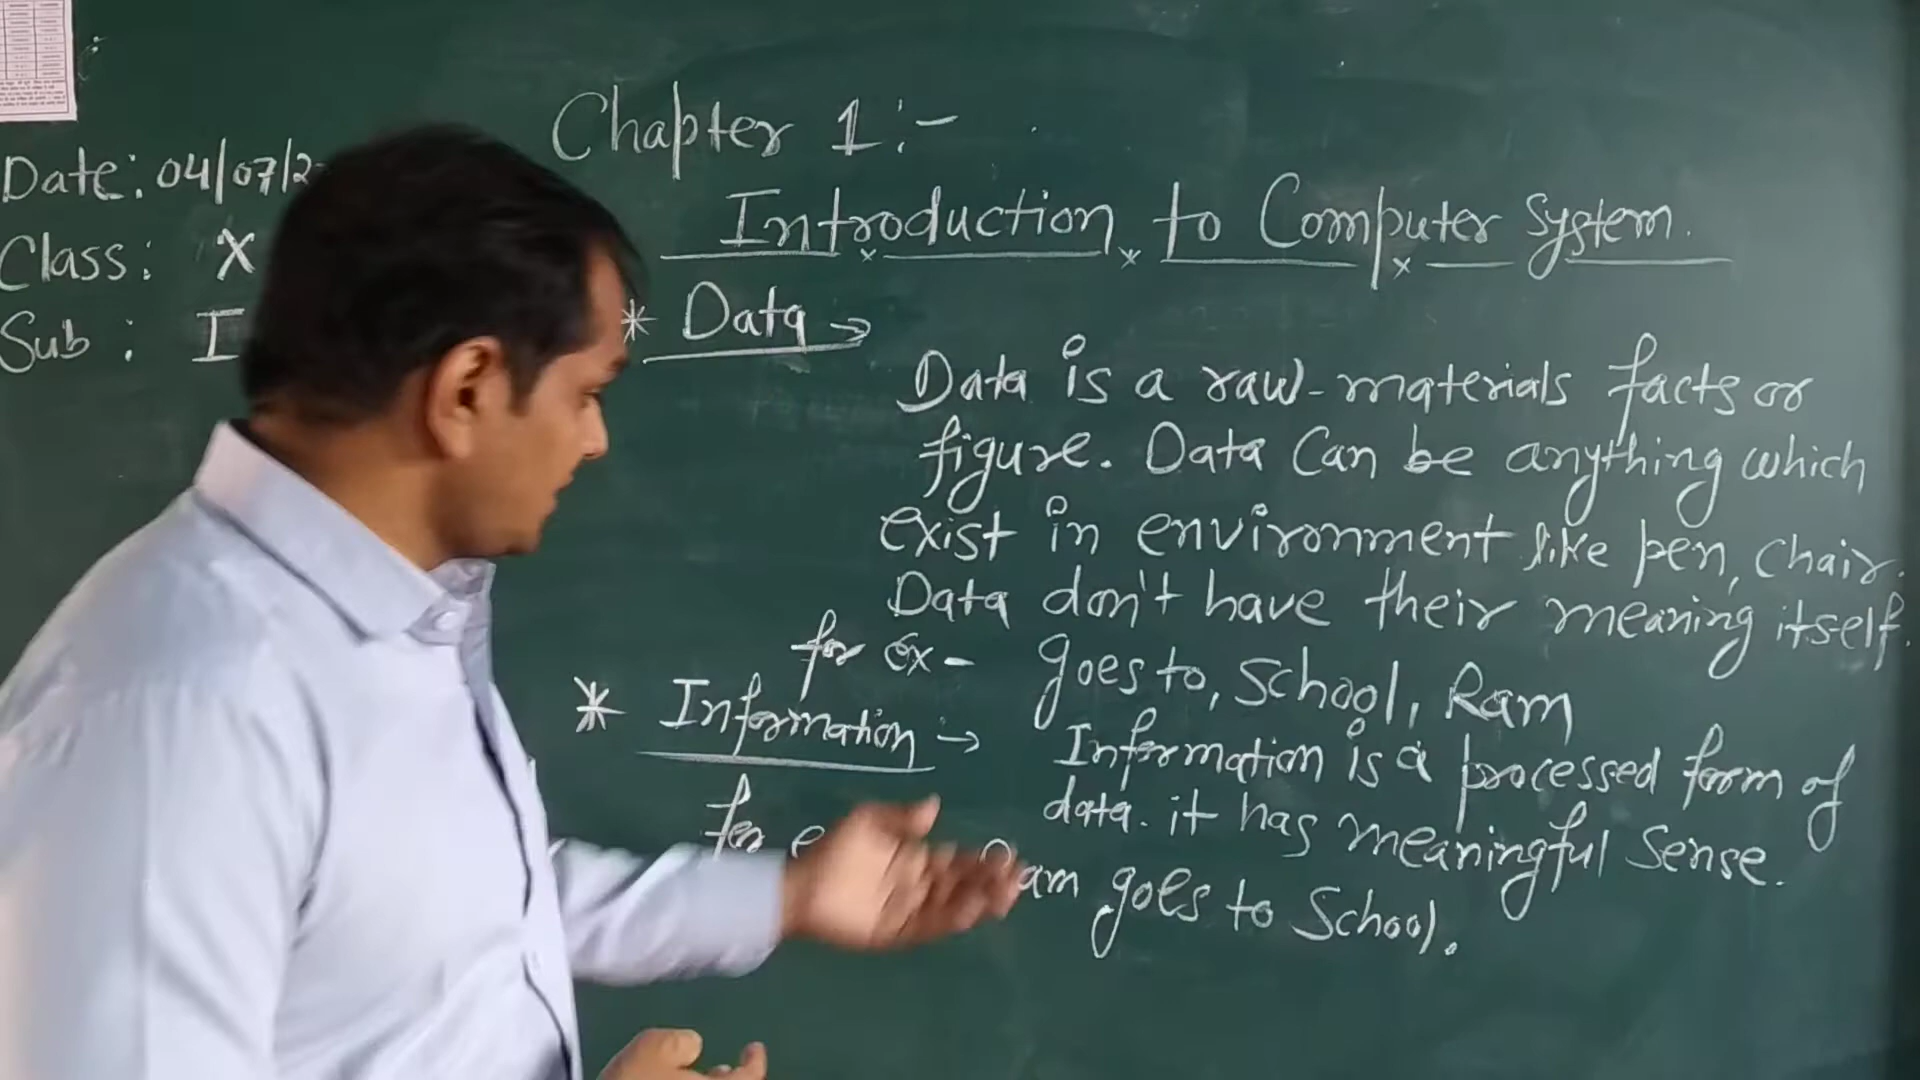 Chapter 1:-
Date: 04/07/2
Class: X
Sub : I
Introduction to Computer System.
* Data →
Data is a raw-materials facts or
figure. Data Can be anything which
exist in environment like pen, Chair.
Data don't have their meaning itself.
for ex- goes to, School, Ram
* Information → Information is a processed form of
data. it has meaningful Sense.
for e Ram goes to School.